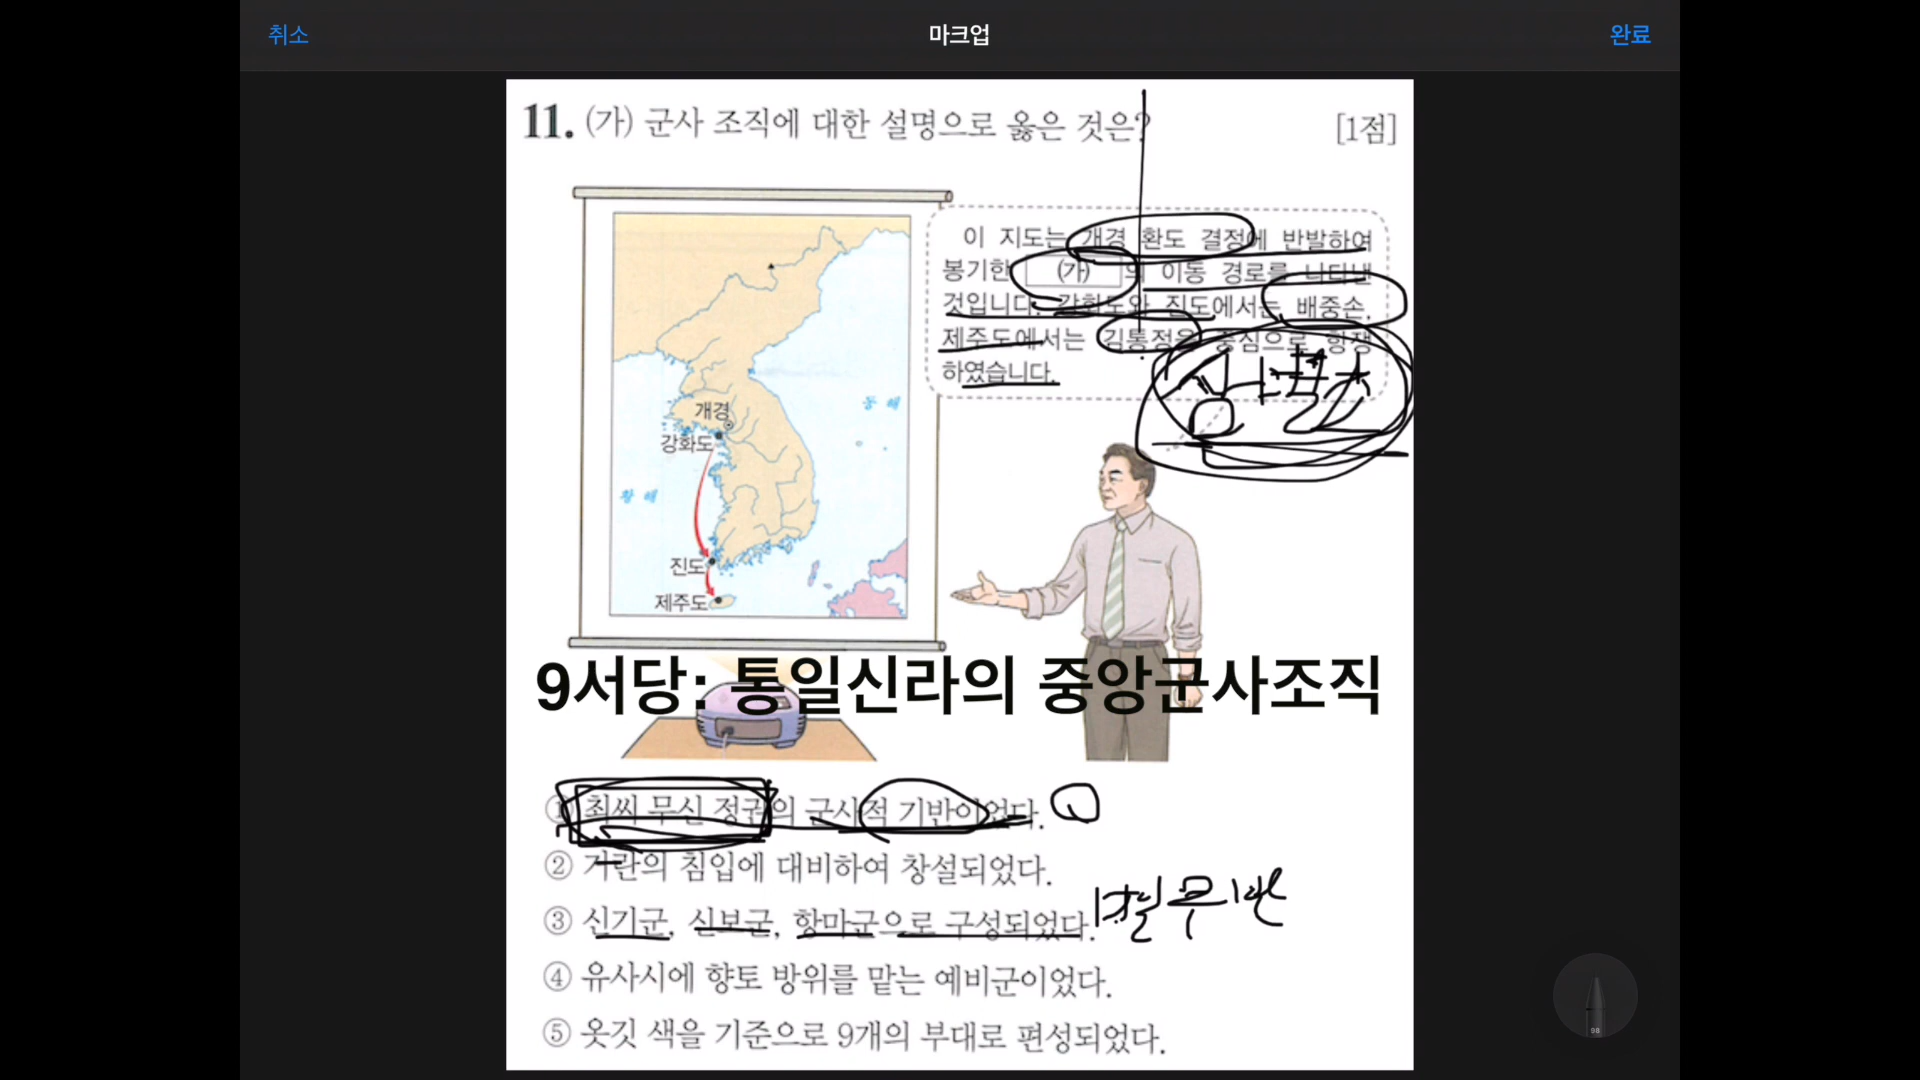 취소
마크업
완료
11. (가) 군사 조직에 대한 설명으로 옳은 것은?
[1점]
이 지도는 개경 환도 결정에 반발하여
봉기한 (가) 의 이동 경로를 나타낸
것입니다. 강화도와 진도에서는 배중손,
제주도에서는 김통정을 중심으로 항쟁
하였습니다.
삼별초
동해
개경
강화도
황해
진도
제주도
9서당: 통일신라의 중앙군사조직
① 최씨 무신 정권의 군사적 기반이었다.
② 거란의 침입에 대비하여 창설되었다.
③ 신기군, 신보군, 항마군으로 구성되었다.
④ 유사시에 향토 방위를 맡는 예비군이었다.
⑤ 옷깃 색을 기준으로 9개의 부대로 편성되었다.
98